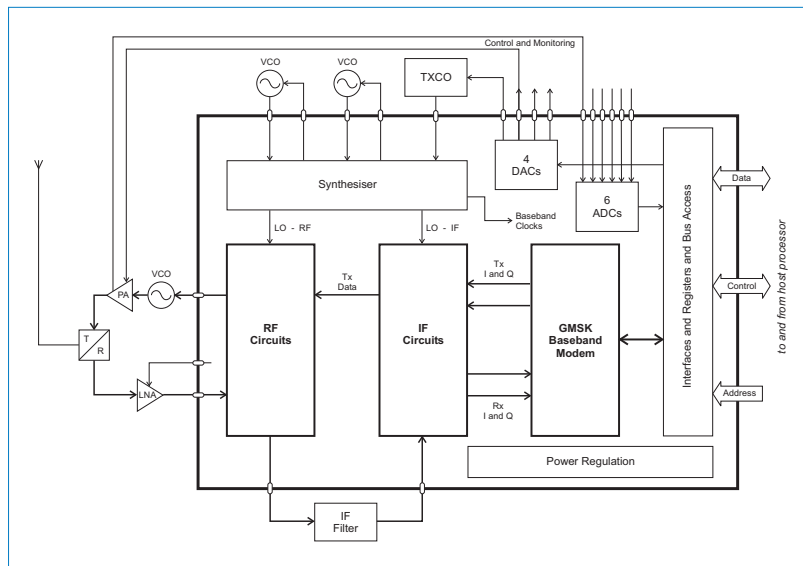 Control and Monitoring
VCO
VCO
TXCO
4
DACs
6
ADCs
Synthesiser
Baseband
Clocks
LO - RF
LO - IF
Interfaces and Registers and Bus Access
Data
Control
Address
to and from host processor
PA
VCO
T
R
LNA
RF
Circuits
Tx
Data
IF
Circuits
Tx
I and Q
Rx
I and Q
GMSK
Baseband
Modem
Power Regulation
IF
Filter